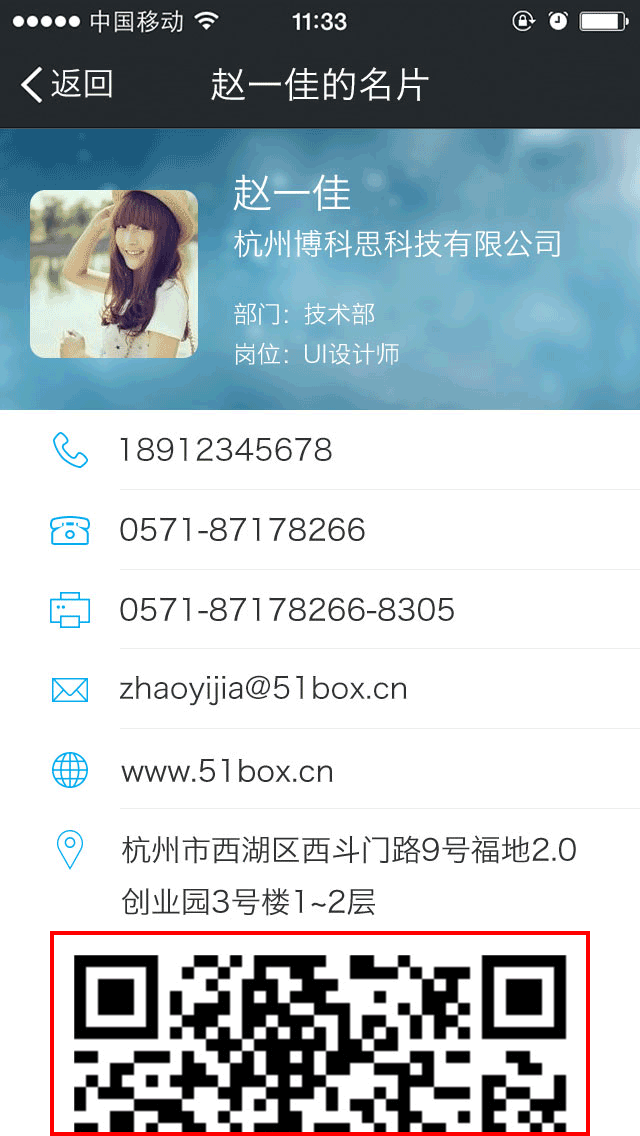 中国移动 11:33
返回 赵一佳的名片
赵一佳
杭州博科思科技有限公司
部门：技术部
岗位：UI设计师
18912345678
0571-87178266
0571-87178266-8305
zhaoyijia@51box.cn
www.51box.cn
杭州市西湖区西斗门路9号福地2.0
创业园3号楼1~2层